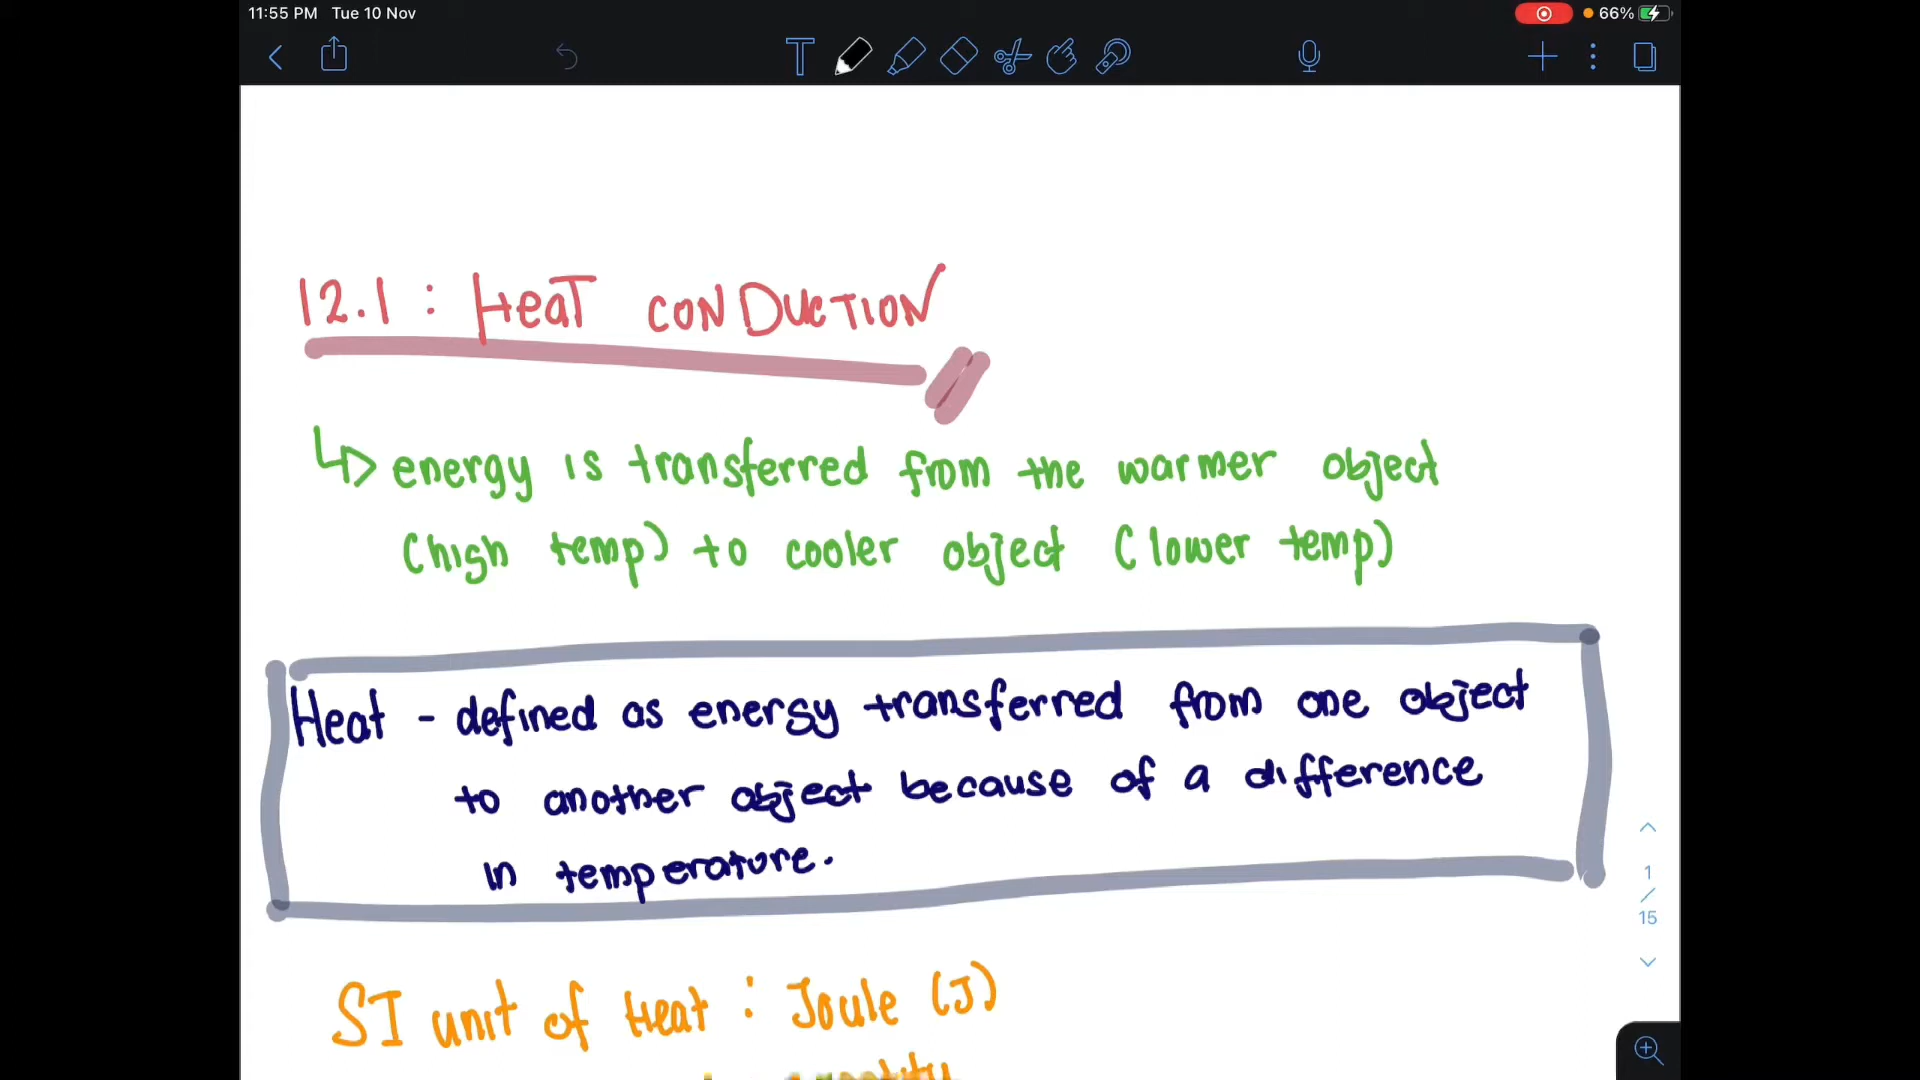 11:55 PM Tue 10 Nov
66%
12.1 : HeaT CONDUCTION
energy is transferred from the warmer object
(high temp) to cooler object (lower temp)
Heat - defined as energy transferred from one object
to another object because of a difference
in temperature.
1
/
15
SI unit of Heat : Joule (J)